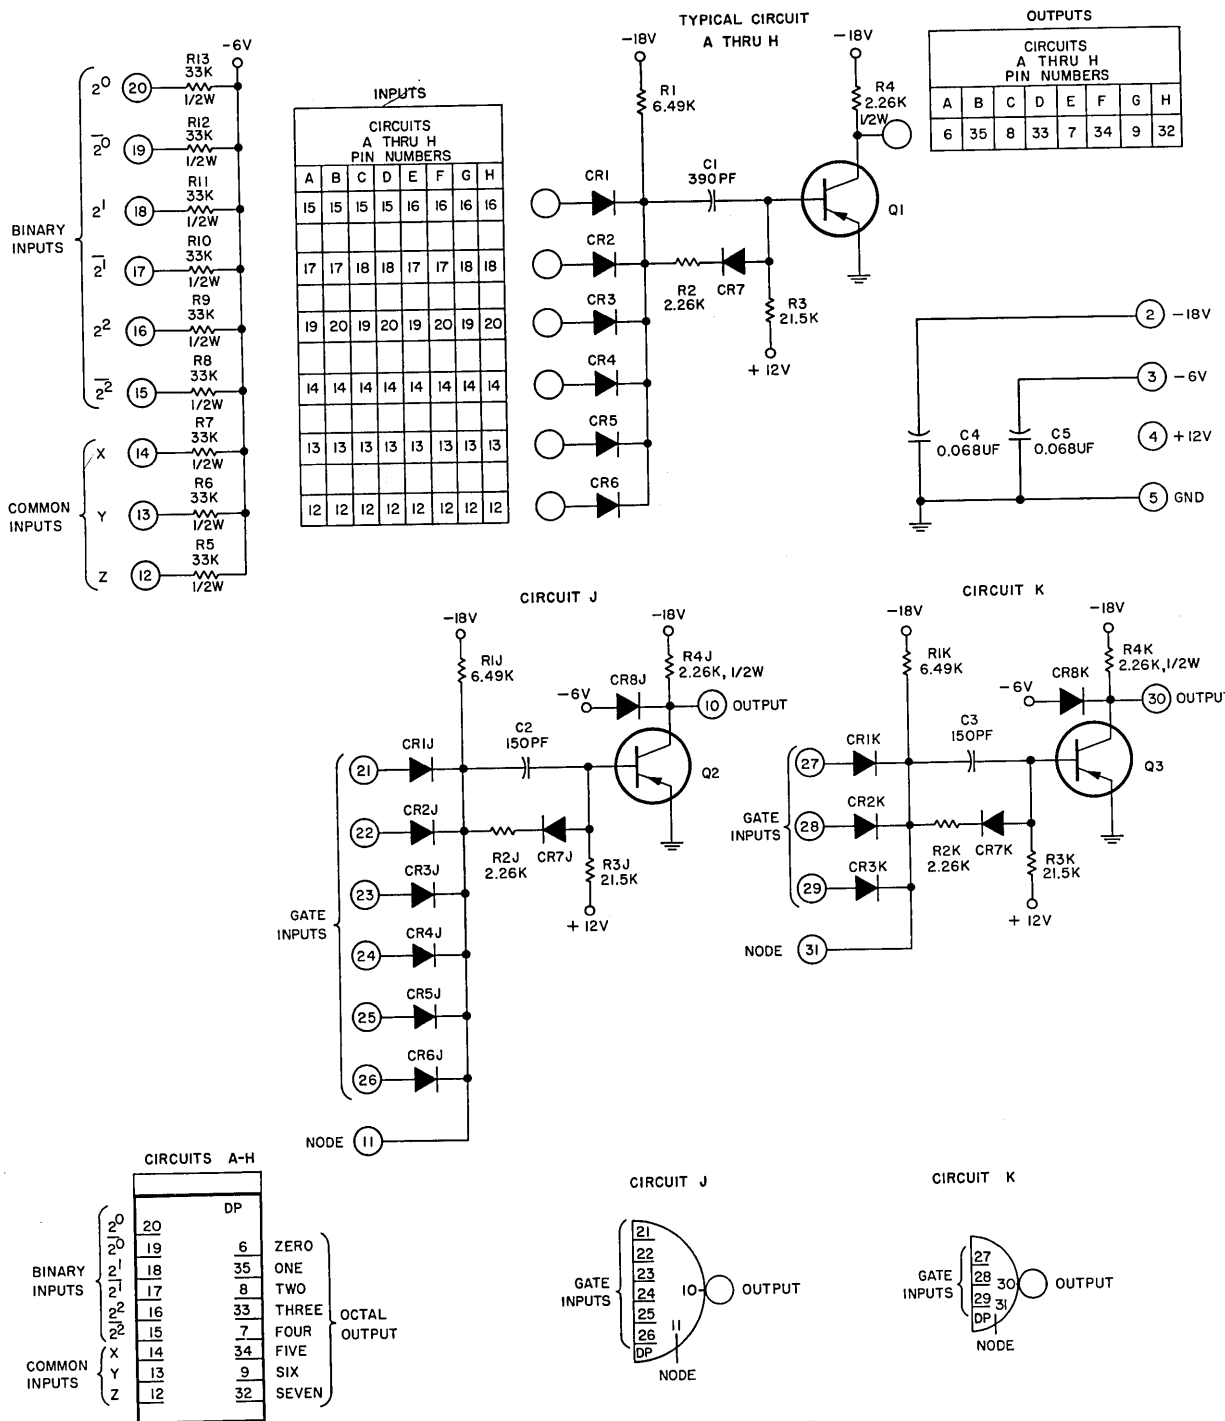 -6V
R13
33K
1/2W
2⁰ 20
R12
33K
1/2W
2̅⁰ 19
R11
33K
1/2W
2¹ 18
R10
33K
1/2W
2̅¹ 17
R9
33K
1/2W
2² 16
R8
33K
1/2W
2̅² 15
BINARY
INPUTS
R7
33K
1/2W
X 14
R6
33K
1/2W
Y 13
R5
33K
1/2W
Z 12
COMMON
INPUTS
INPUTS
CIRCUITS
A THRU H
PIN NUMBERS
A B C D E F G H
15 15 15 15 16 16 16 16
17 17 18 18 17 17 18 18
19 20 19 20 19 20 19 20
14 14 14 14 14 14 14 14
13 13 13 13 13 13 13 13
12 12 12 12 12 12 12 12
TYPICAL CIRCUIT
A THRU H
-18V
R1
6.49K
-18V
R4
2.26K
1/2W
C1
390PF
CR1
CR2
CR3
CR4
CR5
CR6
R2
2.26K
CR7
R3
21.5K
+12V
Q1
OUTPUTS
CIRCUITS
A THRU H
PIN NUMBERS
A B C D E F G H
6 35 8 33 7 34 9 32
2 -18V
3 -6V
4 +12V
5 GND
C4
0.068UF
C5
0.068UF
CIRCUIT J
-18V
R1J
6.49K
-18V
R4J
2.26K, 1/2W
CR8J
-6V
10 OUTPUT
C2
150PF
Q2
21 CR1J
22 CR2J
23 CR3J
24 CR4J
25 CR5J
26 CR6J
GATE
INPUTS
R2J
2.26K
CR7J
R3J
21.5K
+12V
NODE 11
CIRCUIT K
-18V
R1K
6.49K
-18V
R4K
2.26K, 1/2W
CR8K
-6V
30 OUTPUT
C3
150PF
Q3
27 CR1K
28 CR2K
29 CR3K
GATE
INPUTS
R2K
2.26K
CR7K
R3K
21.5K
+12V
NODE 31
CIRCUITS A-H
DP
2⁰ 20
2̅⁰ 19 6 ZERO
2¹ 18 35 ONE
2̅¹ 17 8 TWO
2² 16 33 THREE
2̅² 15 7 FOUR
X 14 34 FIVE
Y 13 9 SIX
Z 12 32 SEVEN
BINARY
INPUTS
COMMON
INPUTS
OCTAL
OUTPUT
CIRCUIT J
GATE
INPUTS
21
22
23
24
25
26
DP
10
OUTPUT
11
NODE
CIRCUIT K
GATE
INPUTS
27
28
29
DP
30
OUTPUT
31
NODE